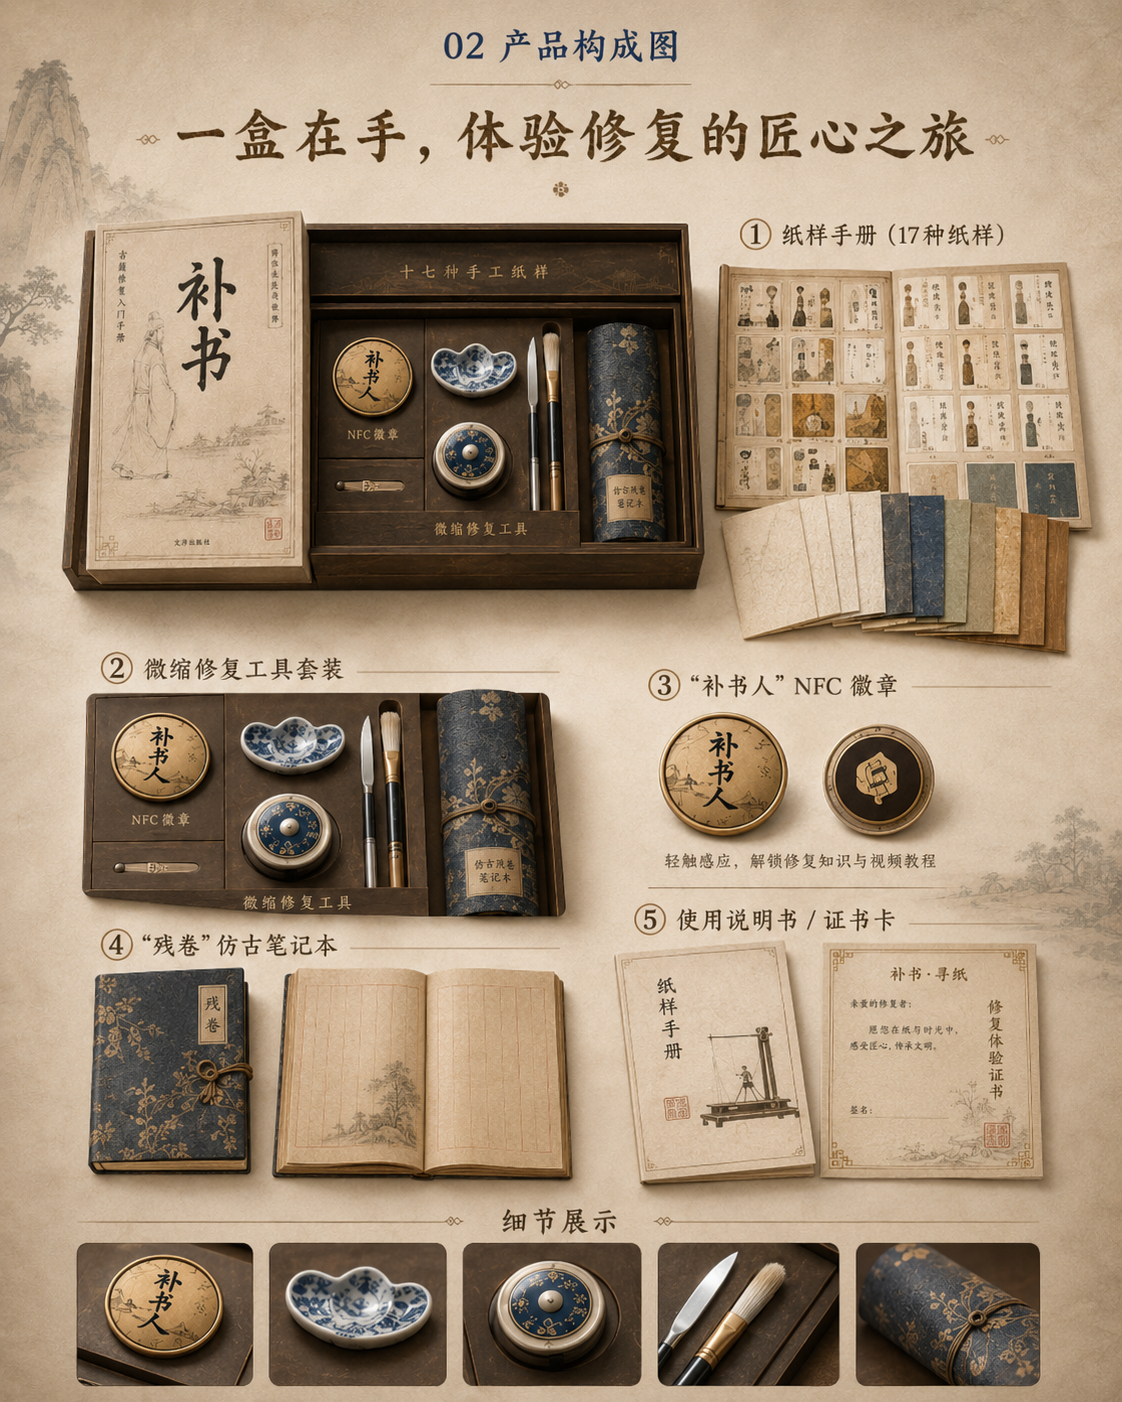 02 产品构成图
一盒在手，体验修复的匠心之旅
补书
古籍修复入门手册
文海出版社
十七种手工纸样
补书人
NFC 徽章
微缩修复工具
仿古残卷
笔记本
① 纸样手册（17种纸样）
② 微缩修复工具套装
补书人
NFC 徽章
微缩修复工具
仿古残卷
笔记本
③ “补书人” NFC 徽章
补书人
轻触感应，解锁修复知识与视频教程
④ “残卷” 仿古笔记本
残卷
⑤ 使用说明书 / 证书卡
纸样手册
补书·寻纸
亲爱的修复者：
愿您在纸与时光中，
感受匠心，传承文明。
修复体验证书
签名：
细节展示
补书人